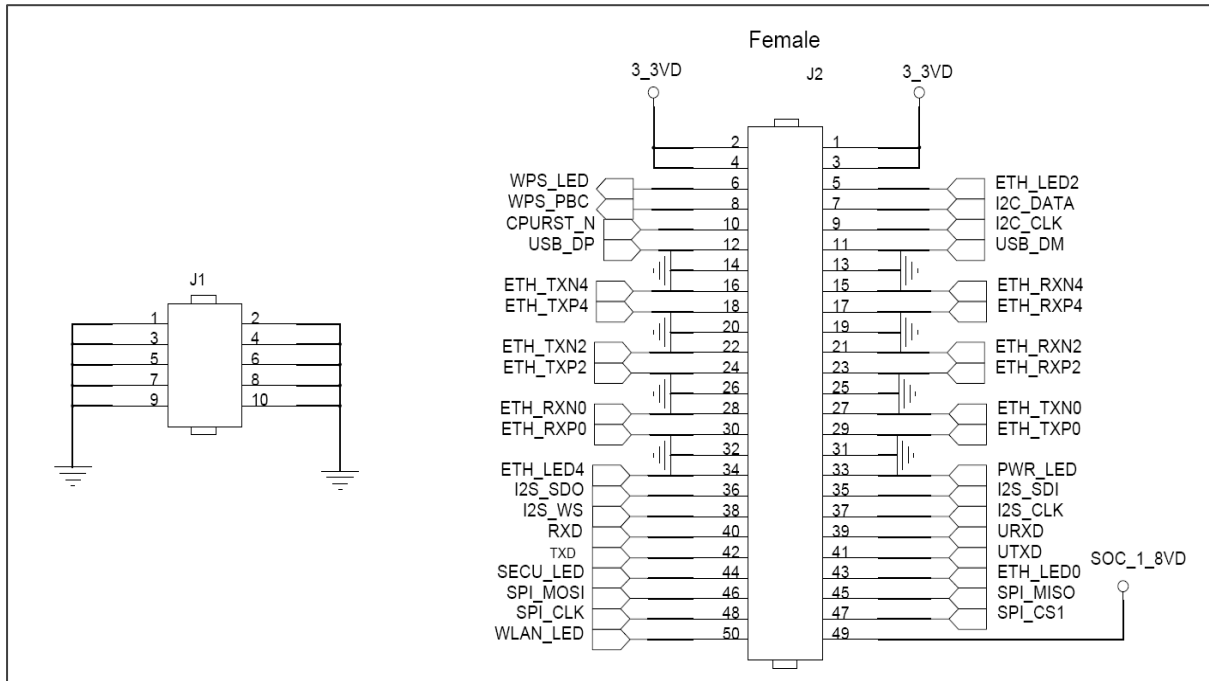 Female
3_3VD J2 3_3VD
2 1
4 3
WPS_LED 6 5 ETH_LED2
WPS_PBC 8 7 I2C_DATA
CPURST_N 10 9 I2C_CLK
USB_DP 12 11 USB_DM
14 13
ETH_TXN4 16 15 ETH_RXN4
ETH_TXP4 18 17 ETH_RXP4
20 19
ETH_TXN2 22 21 ETH_RXN2
ETH_TXP2 24 23 ETH_RXP2
26 25
ETH_RXN0 28 27 ETH_TXN0
ETH_RXP0 30 29 ETH_TXP0
32 31
ETH_LED4 34 33 PWR_LED
I2S_SDO 36 35 I2S_SDI
I2S_WS 38 37 I2S_CLK
RXD 40 39 URXD
TXD 42 41 UTXD
SECU_LED 44 43 ETH_LED0
SPI_MOSI 46 45 SPI_MISO
SPI_CLK 48 47 SPI_CS1
WLAN_LED 50 49
SOC_1_8VD
J1
1 2
3 4
5 6
7 8
9 10